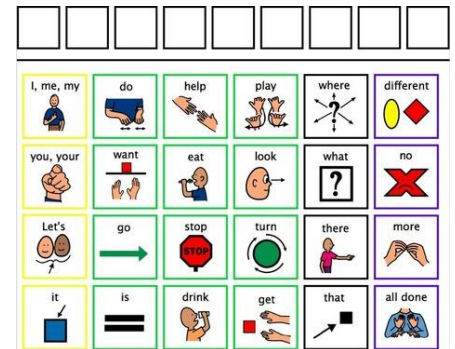 I, me, my do help play where different
you, your want eat look what no
Let's go stop turn there more
STOP
it is drink get that all done